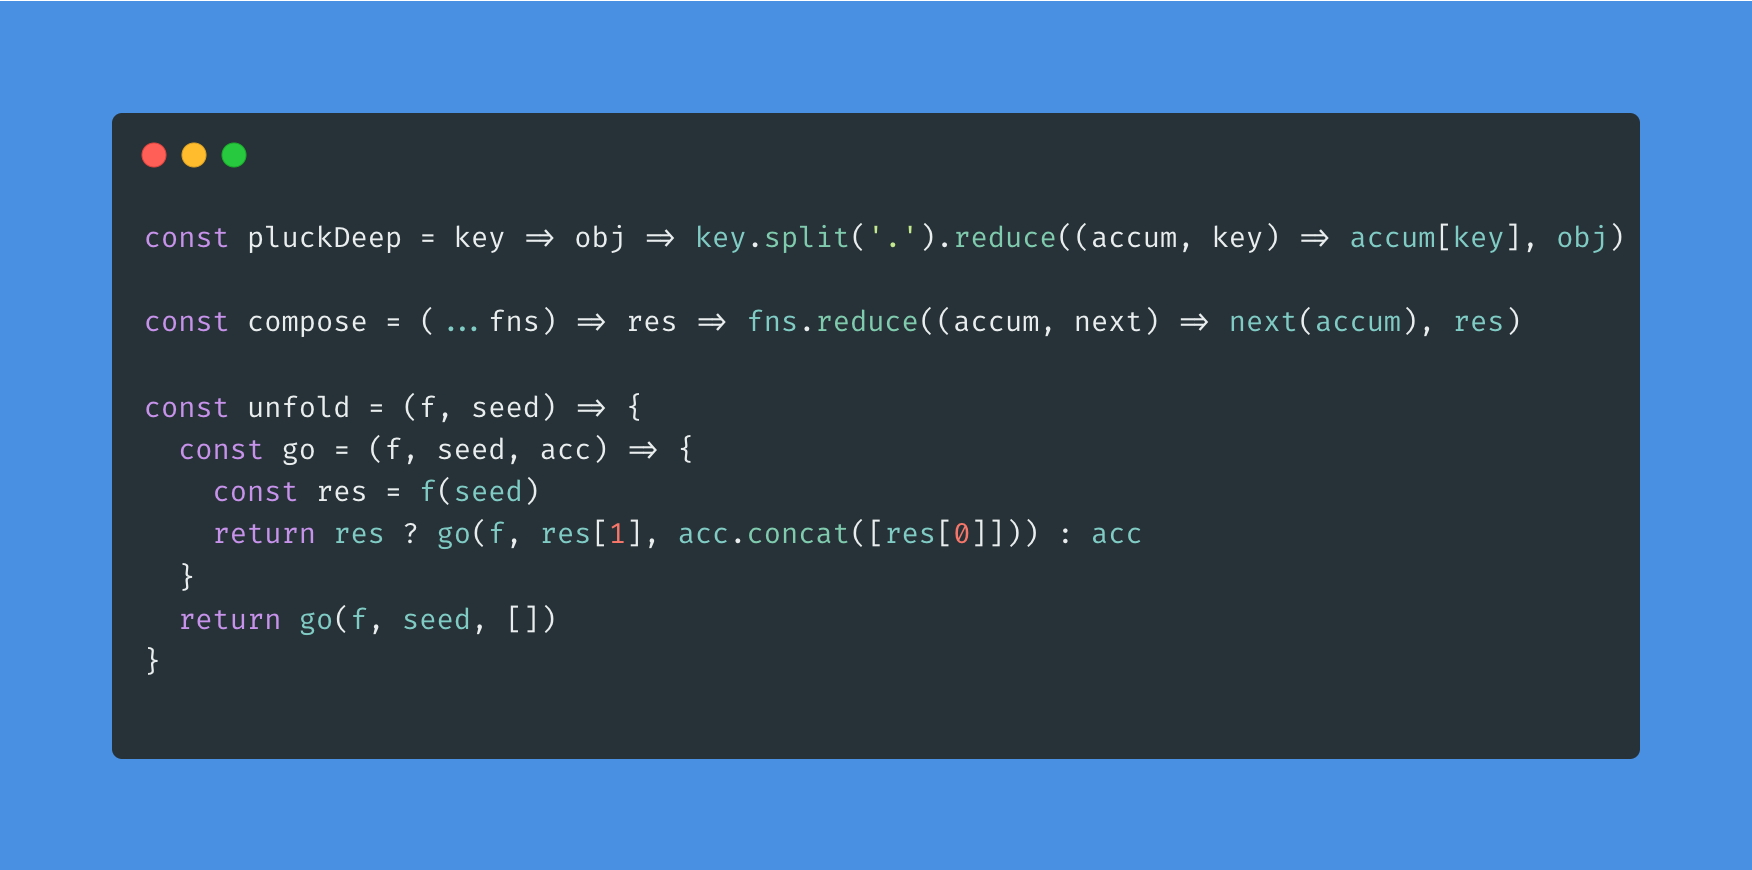 const pluckDeep = key => obj => key.split('.').reduce((accum, key) => accum[key], obj)
const compose = (...fns) => res => fns.reduce((accum, next) => next(accum), res)
const unfold = (f, seed) => {
  const go = (f, seed, acc) => {
    const res = f(seed)
    return res ? go(f, res[1], acc.concat([res[0]])) : acc
  }
  return go(f, seed, [])
}